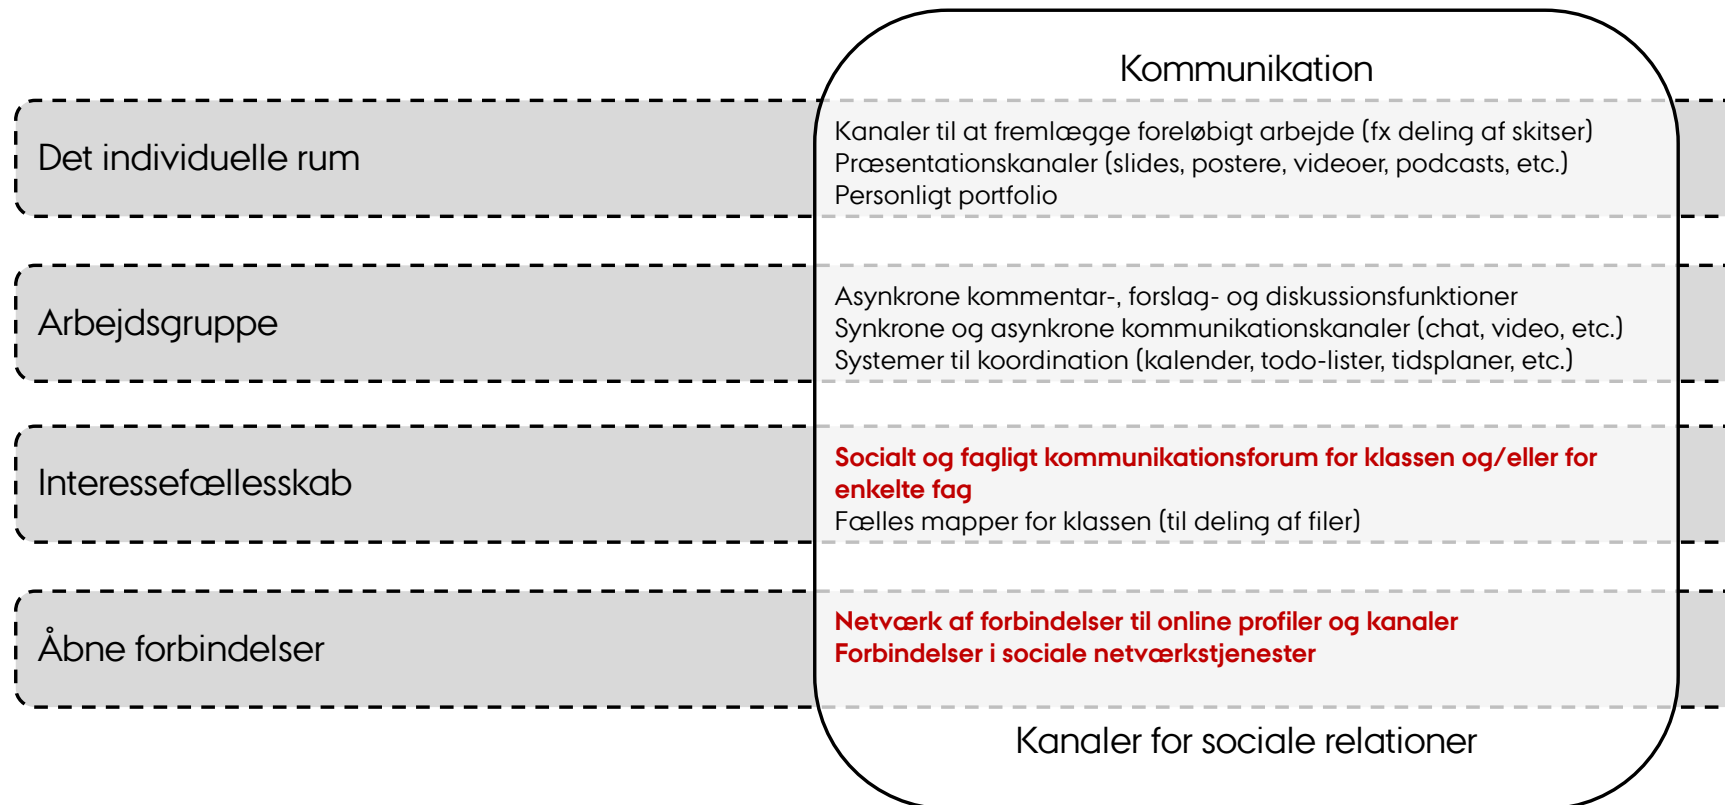 Kommunikation
Det individuelle rum
Kanaler til at fremlægge foreløbigt arbejde (fx deling af skitser)
Præsentationskanaler (slides, postere, videoer, podcasts, etc.)
Personligt portfolio
Arbejdsgruppe
Asynkrone kommentar-, forslag- og diskussionsfunktioner
Synkrone og asynkrone kommunikationskanaler (chat, video, etc.)
Systemer til koordination (kalender, todo-lister, tidsplaner, etc.)
Interessefællesskab
Socialt og fagligt kommunikationsforum for klassen og/eller for
enkelte fag
Fælles mapper for klassen (til deling af filer)
Åbne forbindelser
Netværk af forbindelser til online profiler og kanaler
Forbindelser i sociale netværkstjenester
Kanaler for sociale relationer